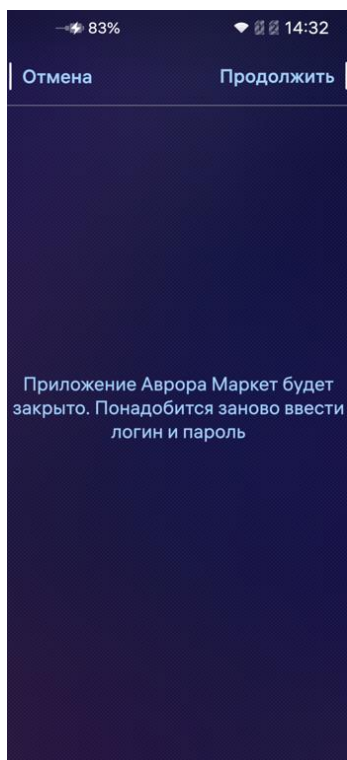 83% 14:32
Отмена Продолжить
Приложение Аврора Маркет будет
закрыто. Понадобится заново ввести
логин и пароль